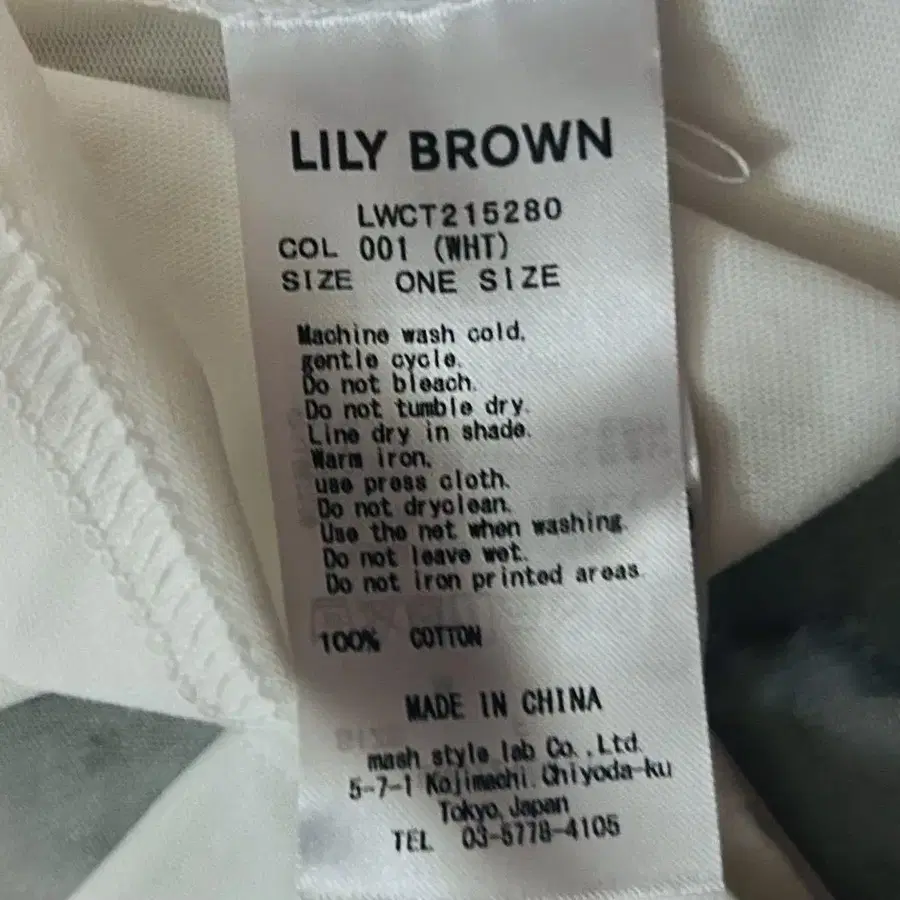 LILY BROWN
LWCT215280
COL 001 (WHT)
SIZE ONE SIZE
Machine wash cold,
gentle cycle.
Do not bleach.
Do not tumble dry.
Line dry in shade.
Warm iron,
use press cloth.
Do not dryclean.
Use the net when washing.
Do not leave wet.
Do not iron printed areas.
100% COTTON
MADE IN CHINA
mash style lab Co.,Ltd.
5-7-1 Kojimachi.Chiyoda-ku
Tokyo,Japan
TEL 03-5778-4105